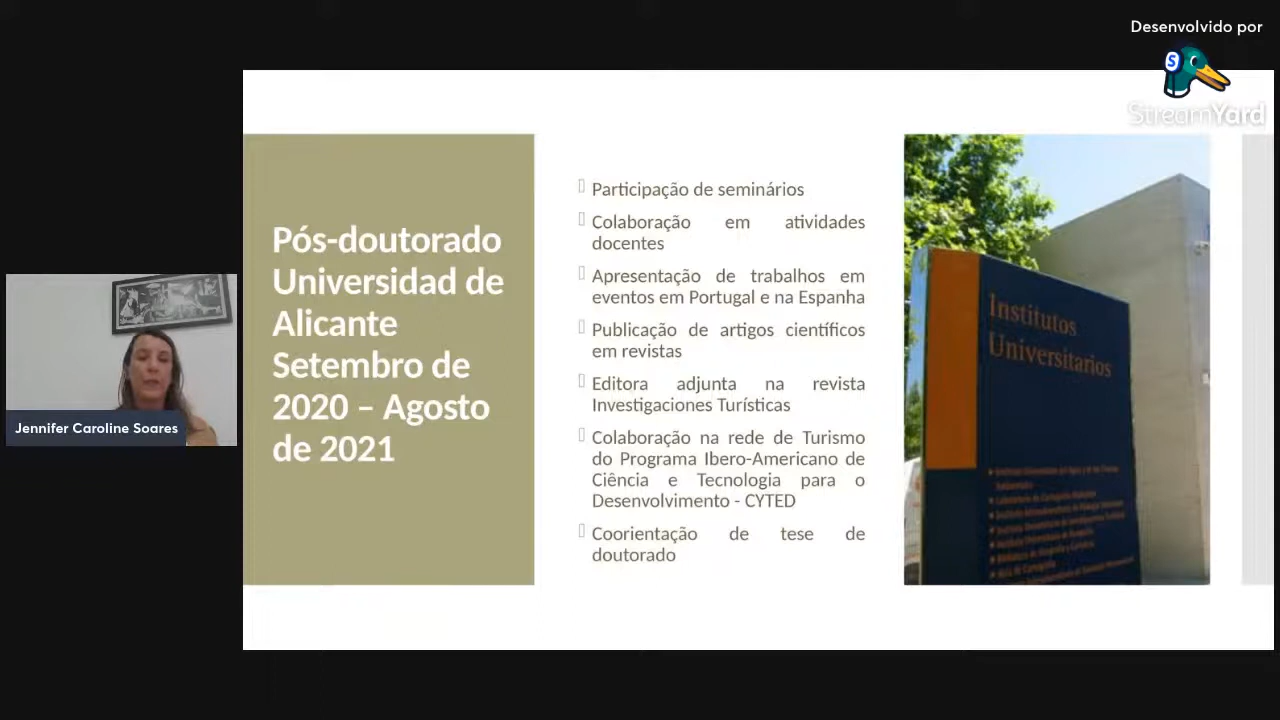 Desenvolvido por
StreamYard
Pós-doutorado
Universidad de
Alicante
Setembro de
2020 – Agosto
de 2021
Participação de seminários
Colaboração em atividades
docentes
Apresentação de trabalhos em
eventos em Portugal e na Espanha
Publicação de artigos científicos
em revistas
Editora adjunta na revista
Investigaciones Turísticas
Colaboração na rede de Turismo
do Programa Ibero-Americano de
Ciência e Tecnologia para o
Desenvolvimento - CYTED
Coorientação de tese de
doutorado
Institutos
Universitarios
Jennifer Caroline Soares